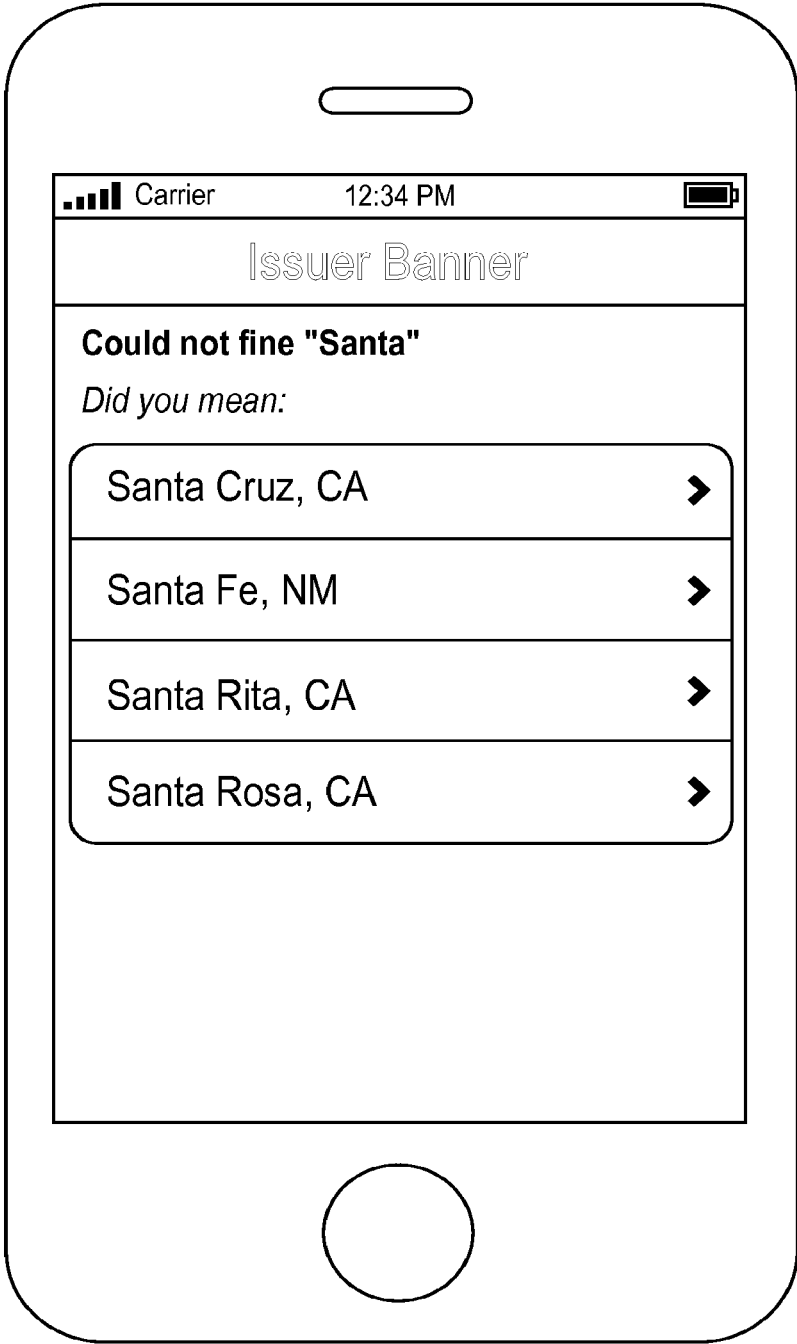 Carrier 12:34 PM
Issuer Banner
Could not fine "Santa"
Did you mean:
Santa Cruz, CA
Santa Fe, NM
Santa Rita, CA
Santa Rosa, CA